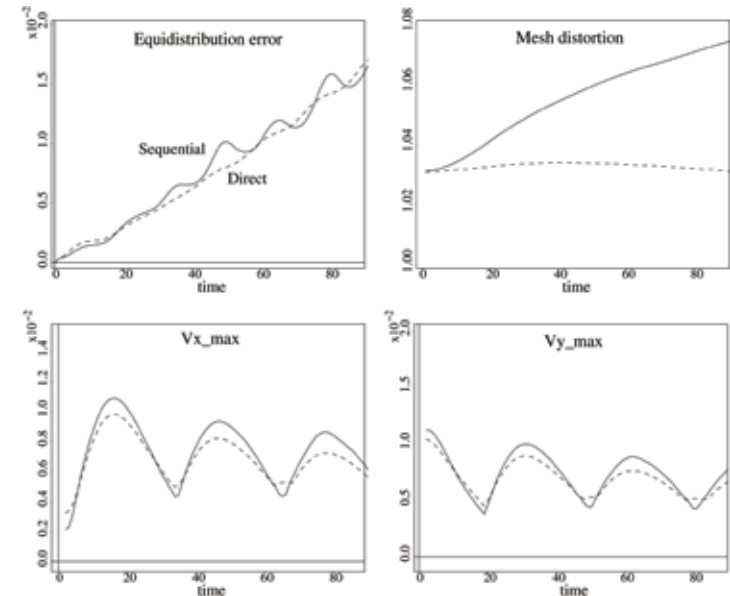 x10⁻²
2.0
Equidistribution error
1.5
1.0
Sequential
Direct
0.5
0.0
0 20 40 60 80
time
1.08
Mesh distortion
1.06
1.04
1.02
1.00
0 20 40 60 80
time
x10⁻²
Vx_max
1.4
1.2
1.0
0.8
0.6
0.4
0.2
0.0
0 20 40 60 80
time
x10⁻²
2.0
Vy_max
1.5
1.0
0.5
0.0
0 20 40 60 80
time